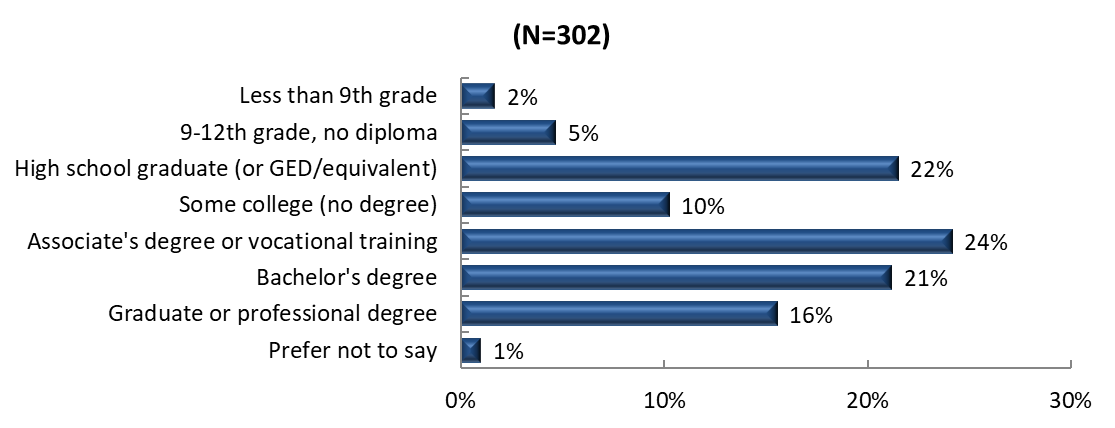 (N=302)
Less than 9th grade 2%
9-12th grade, no diploma 5%
High school graduate (or GED/equivalent) 22%
Some college (no degree) 10%
Associate's degree or vocational training 24%
Bachelor's degree 21%
Graduate or professional degree 16%
Prefer not to say 1%
0% 10% 20% 30%